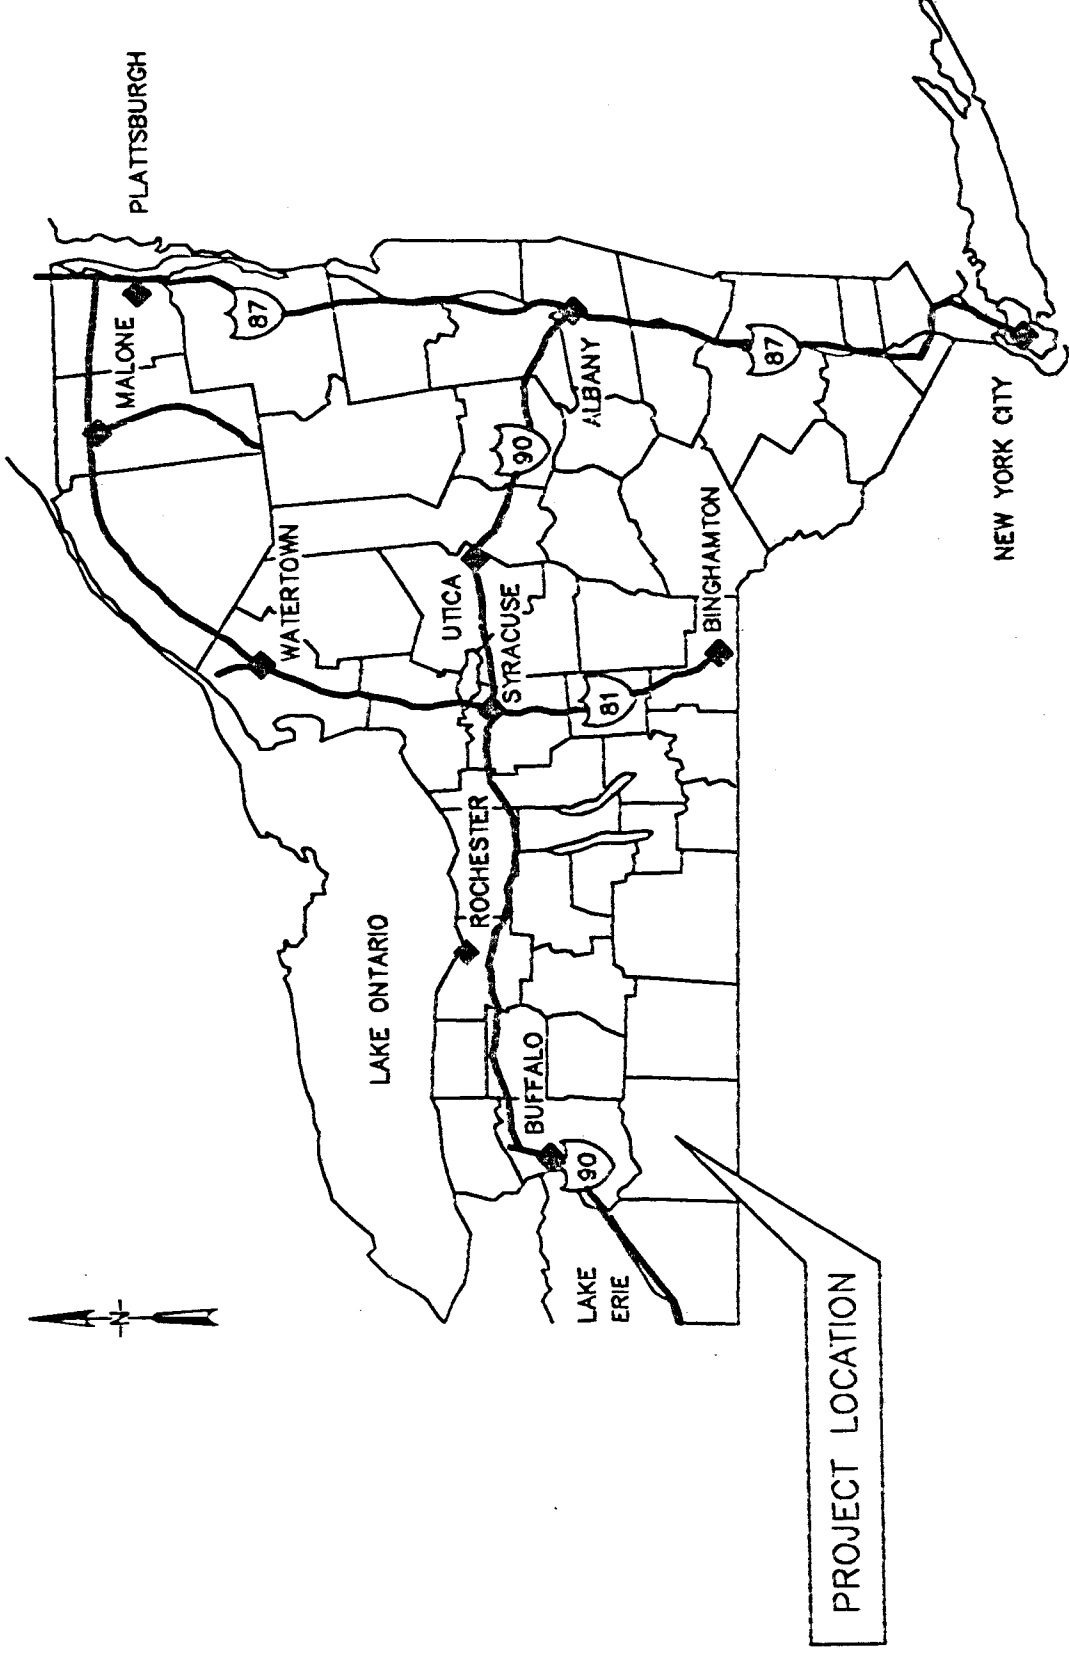 PLATTSBURGH
MALONE
87
WATERTOWN
ALBANY
90
UTICA
SYRACUSE
87
NEW YORK CITY
BINGHAMTON
81
ROCHESTER
LAKE ONTARIO
BUFFALO
90
LAKE
ERIE
N
PROJECT LOCATION